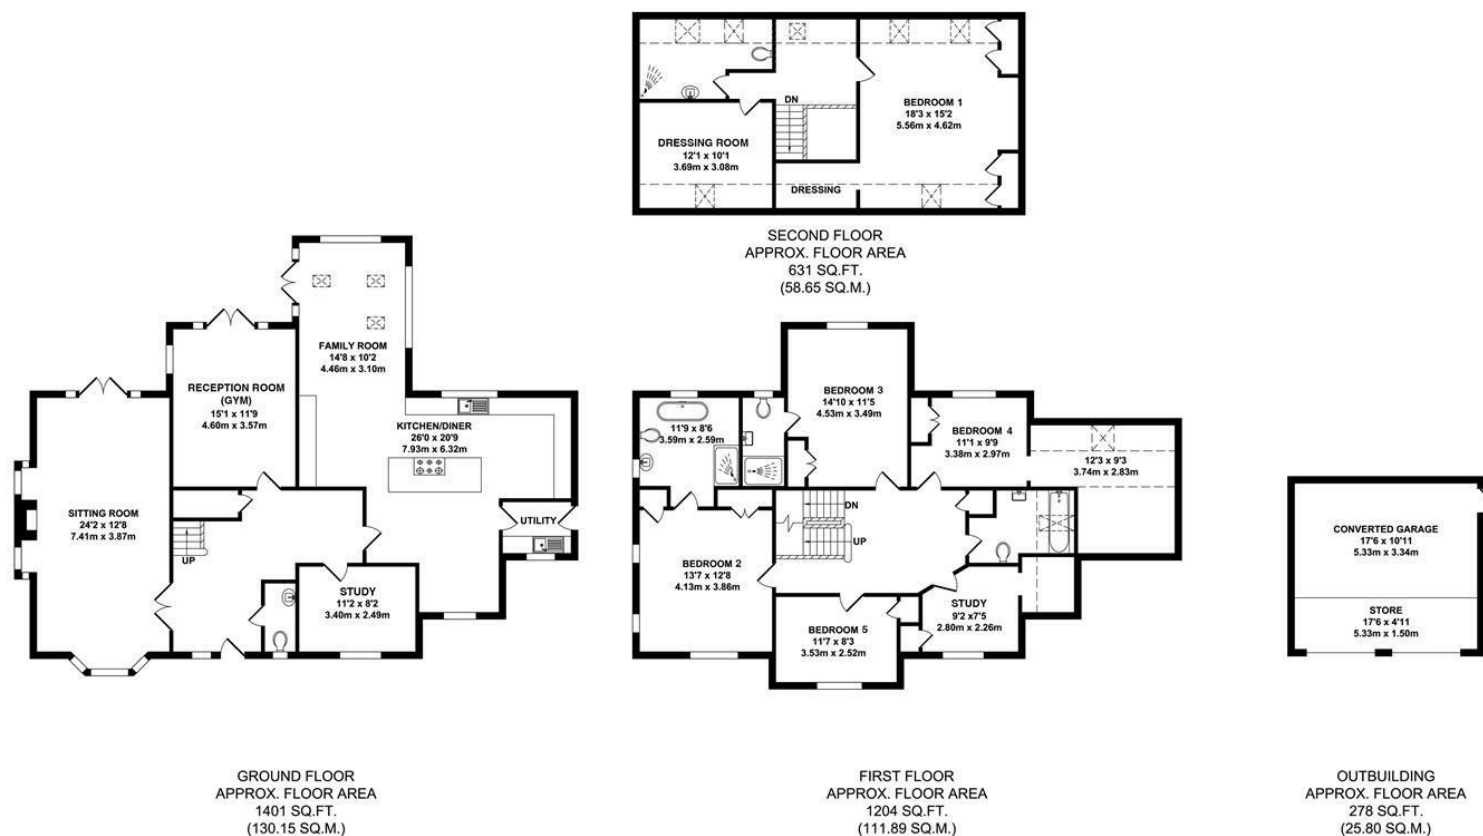 BEDROOM 1
18'3 x 15'2
5.56m x 4.62m
DN
DRESSING ROOM
12'1 x 10'1
3.69m x 3.08m
DRESSING
SECOND FLOOR
APPROX. FLOOR AREA
631 SQ.FT.
(58.65 SQ.M.)
FAMILY ROOM
14'8 x 10'2
4.46m x 3.10m
RECEPTION ROOM
(GYM)
15'1 x 11'9
4.60m x 3.57m
KITCHEN/DINER
26'0 x 20'9
7.93m x 6.32m
SITTING ROOM
24'2 x 12'8
7.41m x 3.87m
UTILITY
UP
STUDY
11'2 x 8'2
3.40m x 2.49m
GROUND FLOOR
APPROX. FLOOR AREA
1401 SQ.FT.
(130.15 SQ.M.)
BEDROOM 3
14'10 x 11'5
4.53m x 3.49m
11'9 x 8'6
3.59m x 2.59m
BEDROOM 4
11'1 x 9'9
3.38m x 2.97m
12'3 x 9'3
3.74m x 2.83m
DN
UP
BEDROOM 2
13'7 x 12'8
4.13m x 3.86m
STUDY
9'2 x7'5
2.80m x 2.26m
BEDROOM 5
11'7 x 8'3
3.53m x 2.52m
FIRST FLOOR
APPROX. FLOOR AREA
1204 SQ.FT.
(111.89 SQ.M.)
CONVERTED GARAGE
17'6 x 10'11
5.33m x 3.34m
STORE
17'6 x 4'11
5.33m x 1.50m
OUTBUILDING
APPROX. FLOOR AREA
278 SQ.FT.
(25.80 SQ.M.)